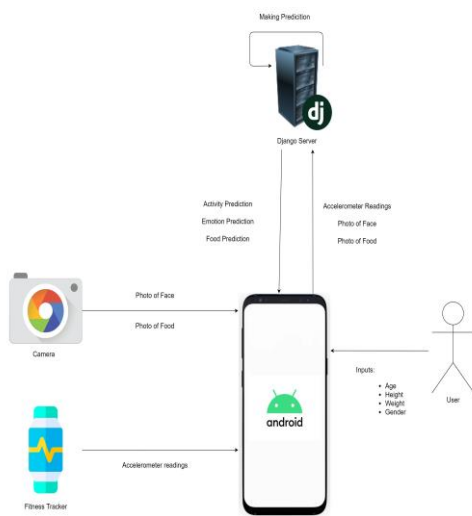 Making Prediction
dj
Django Server
Activity Prediction
Emotion Prediction
Food Prediction
Accelerometer Readings
Photo of Face
Photo of Food
Photo of Face
Photo of Food
Camera
android
Inputs:
• Age
• Height
• Weight
• Gender
User
Accelerometer readings
Fitness Tracker